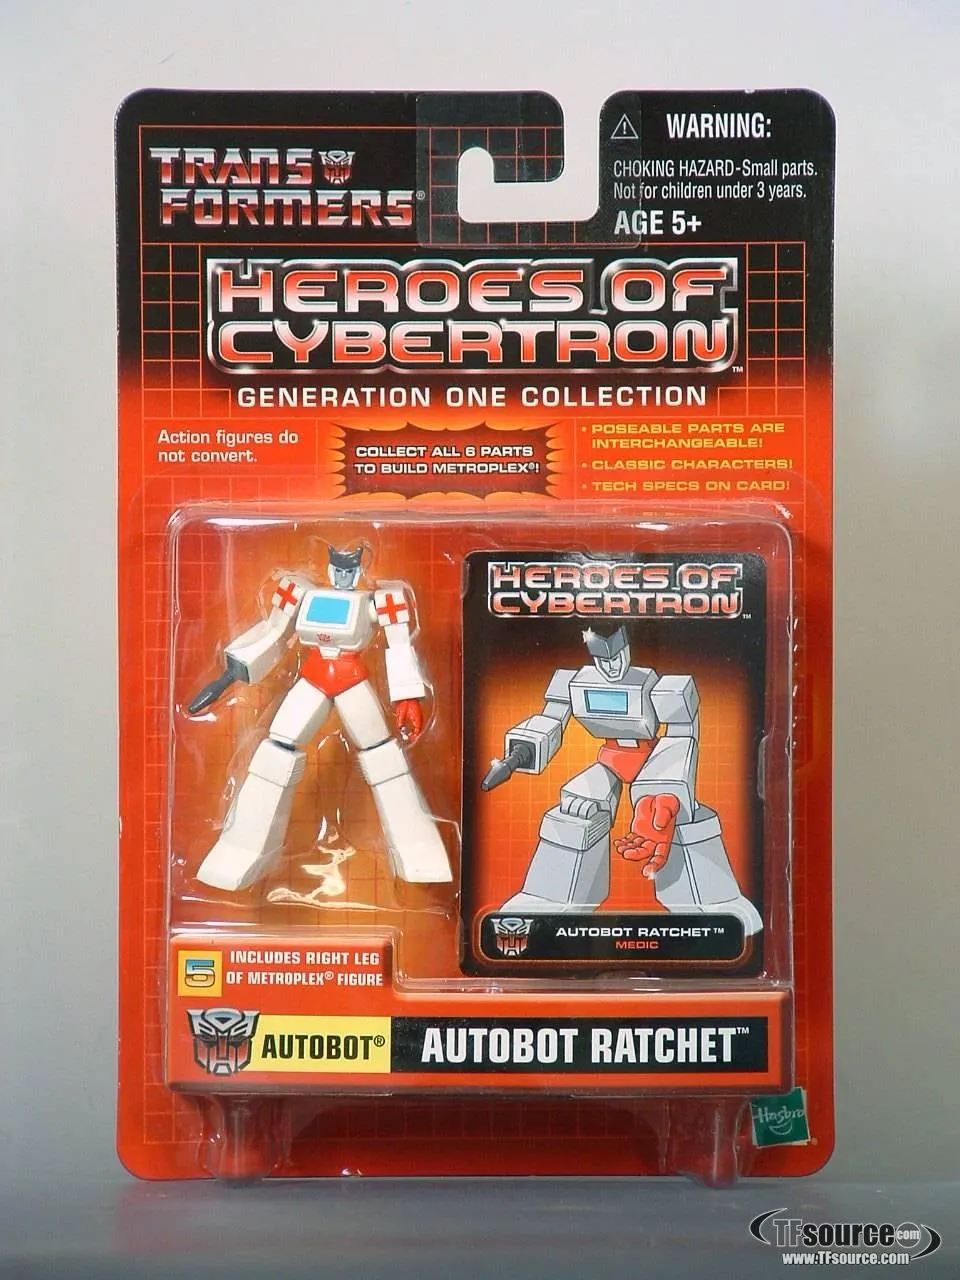 TRANS
FORMERS®
WARNING:
CHOKING HAZARD-Small parts.
Not for children under 3 years.
AGE 5+
HEROES OF
CYBERTRON™
GENERATION ONE COLLECTION
Action figures do
not convert.
COLLECT ALL 6 PARTS
TO BUILD METROPLEX®!
• POSEABLE PARTS ARE
INTERCHANGEABLE!
• CLASSIC CHARACTERS!
• TECH SPECS ON CARD!
HEROES OF
CYBERTRON™
AUTOBOT RATCHET™
MEDIC
5
INCLUDES RIGHT LEG
OF METROPLEX® FIGURE
AUTOBOT®
AUTOBOT RATCHET™
Hasbro®
TFsource.com
www.TFsource.com